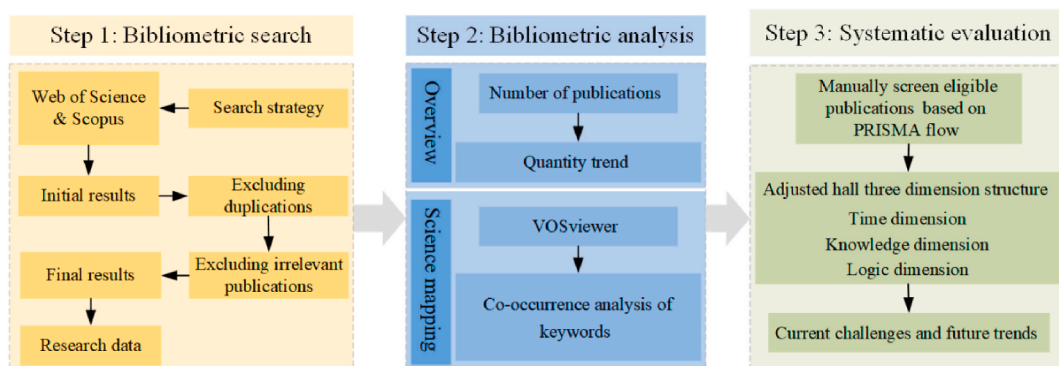 Step 1: Bibliometric search
Web of Science
& Scopus
Search strategy
Initial results
Excluding
duplications
Final results
Excluding irrelevant
publications
Research data
Step 2: Bibliometric analysis
Overview
Number of publications
Quantity trend
Science mapping
VOSviewer
Co-occurrence analysis of
keywords
Step 3: Systematic evaluation
Manually screen eligible
publications based on
PRISMA flow
Adjusted hall three dimension structure
Time dimension
Knowledge dimension
Logic dimension
Current challenges and future trends